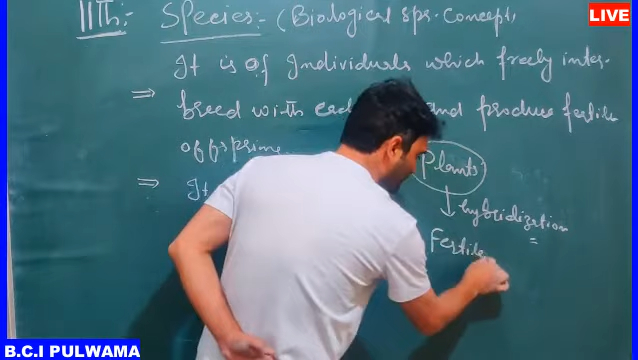 11Th:- Species:- (Biological Sps. Concept)
LIVE
It is of Individuals which freely inter-
⇒ breed with each and produce fertile
offspring
⇒ It
Plants
↓ hybridization
=
Fertile
B.C.I PULWAMA